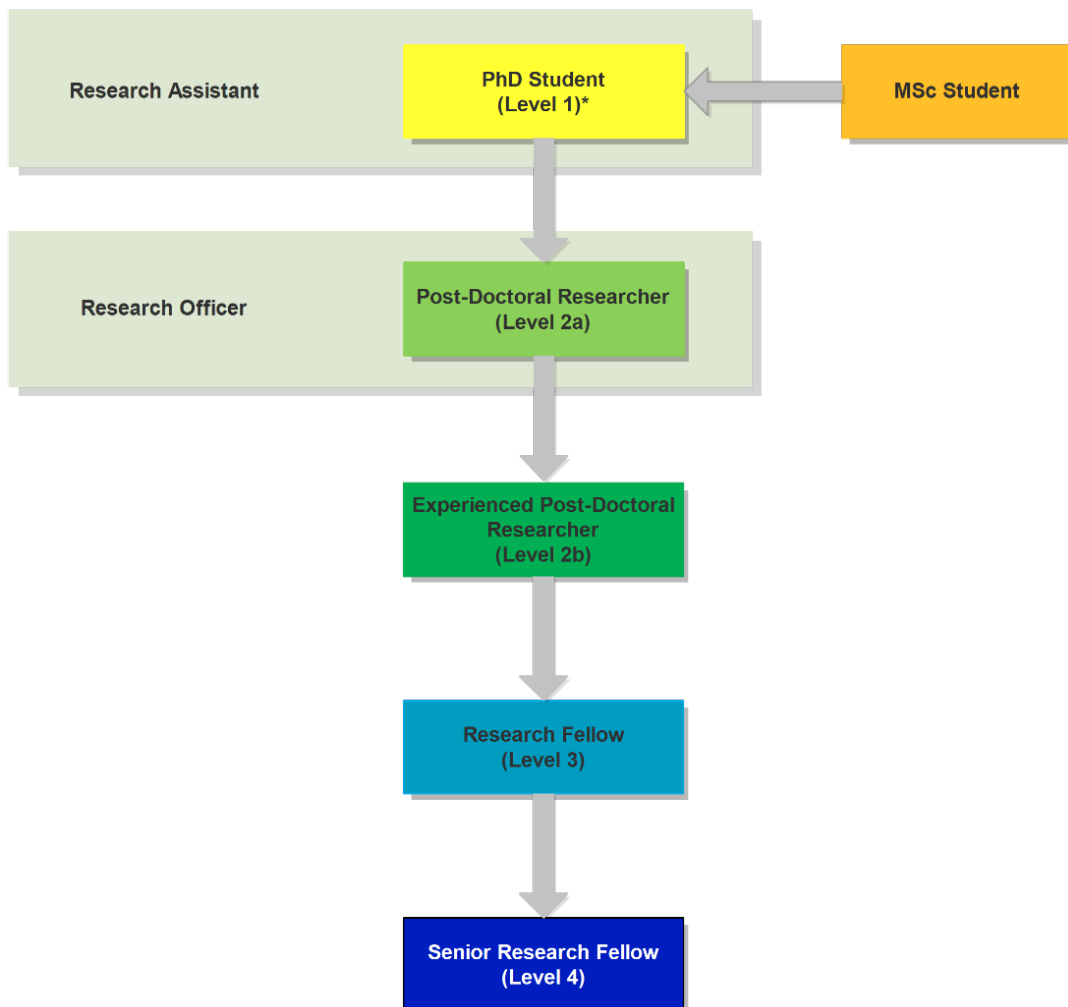 Research Assistant
PhD Student
(Level 1)*
MSc Student
Research Officer
Post-Doctoral Researcher
(Level 2a)
Experienced Post-Doctoral
Researcher
(Level 2b)
Research Fellow
(Level 3)
Senior Research Fellow
(Level 4)